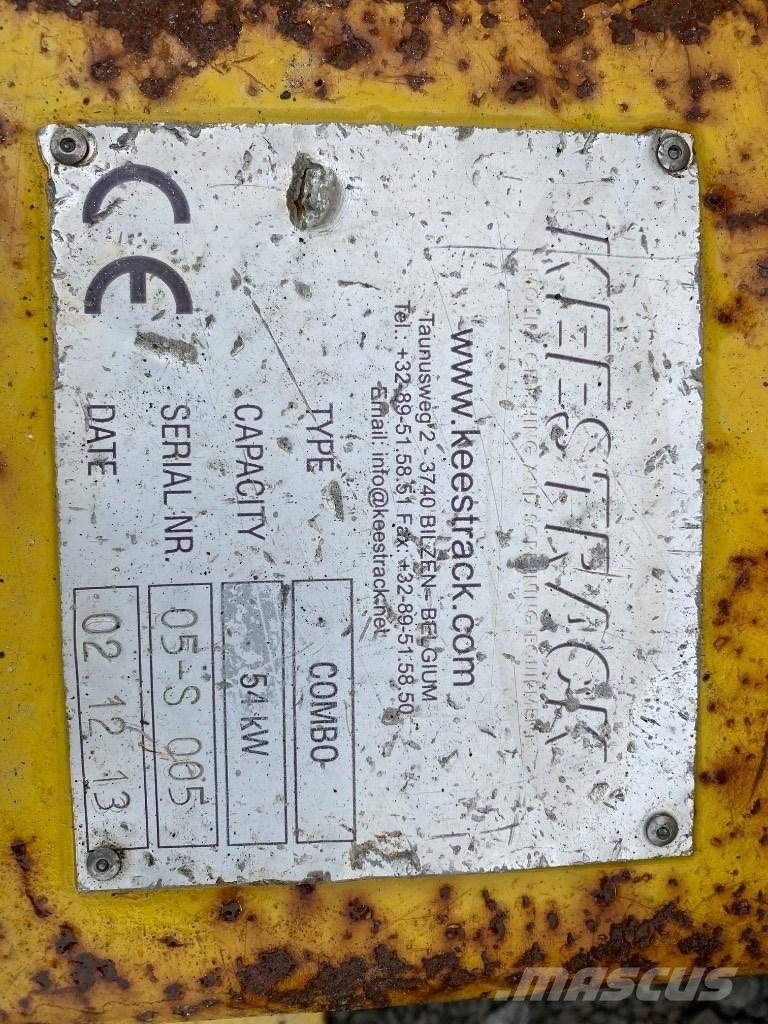 KEESTRACK
www.keestrack.com
Taunusweg 2 - 3740 BILZEN - BELGIUM
Tel.: +32-89-51.58.51 Fax: +32-89-51.58.50
Email: info@keestrack.net
TYPE COMBO
CAPACITY 54 kW
SERIAL NR. 05-S 005
DATE 02 12 13
CE
MASCUS